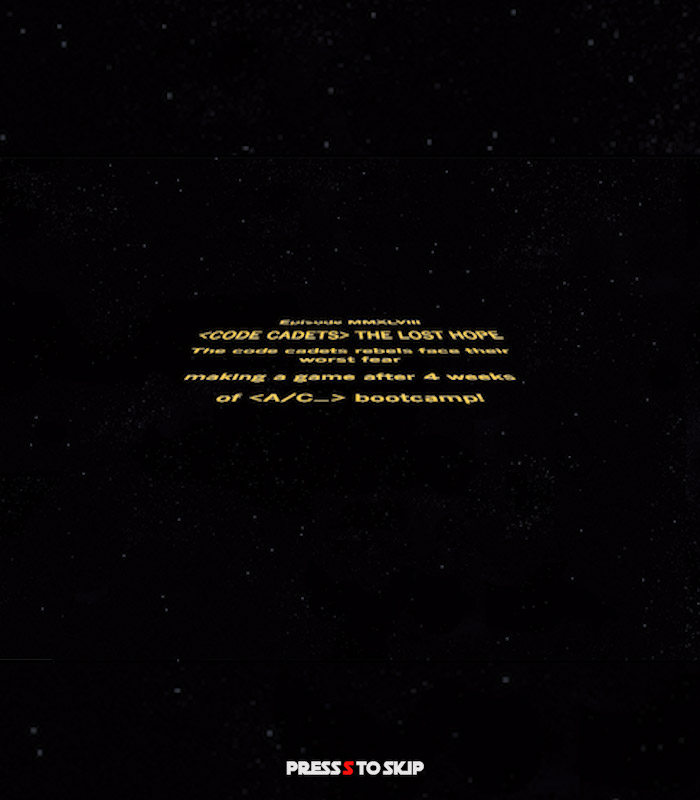 Episode MMXLVIII
<CODE CADETS> THE LOST HOPE
The code cadets rebels face their
worst fear
making a game after 4 weeks
of <A/C_> bootcamp!
PRESS S TO SKIP